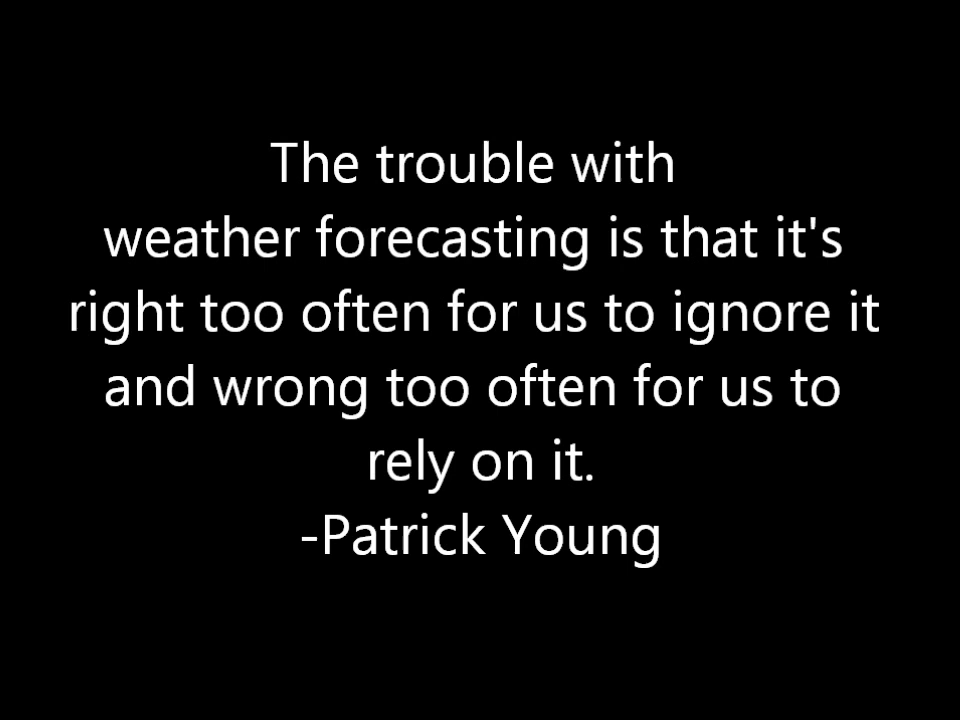 The trouble with
weather forecasting is that it's
right too often for us to ignore it
and wrong too often for us to
rely on it.
-Patrick Young